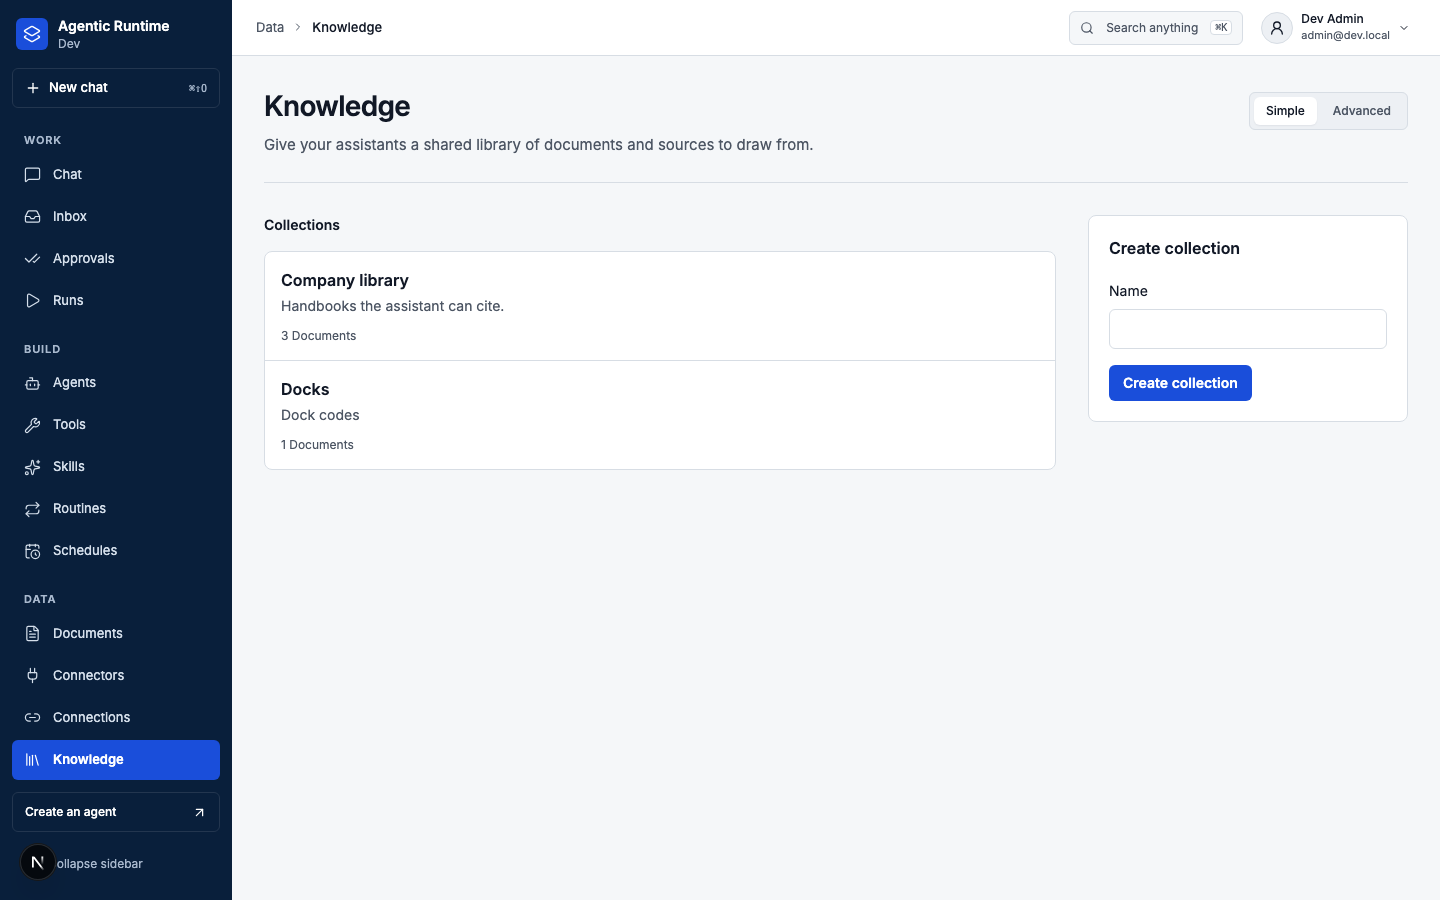 Agentic Runtime
Dev
New chat ⌘⇧O
WORK
Chat
Inbox
Approvals
Runs
BUILD
Agents
Tools
Skills
Routines
Schedules
DATA
Documents
Connectors
Connections
Knowledge
Create an agent
N ollapse sidebar
Data > Knowledge
Search anything ⌘K
Dev Admin
admin@dev.local
Knowledge
Give your assistants a shared library of documents and sources to draw from.
Simple Advanced
Collections
Company library
Handbooks the assistant can cite.
3 Documents
Docks
Dock codes
1 Documents
Create collection
Name
Create collection